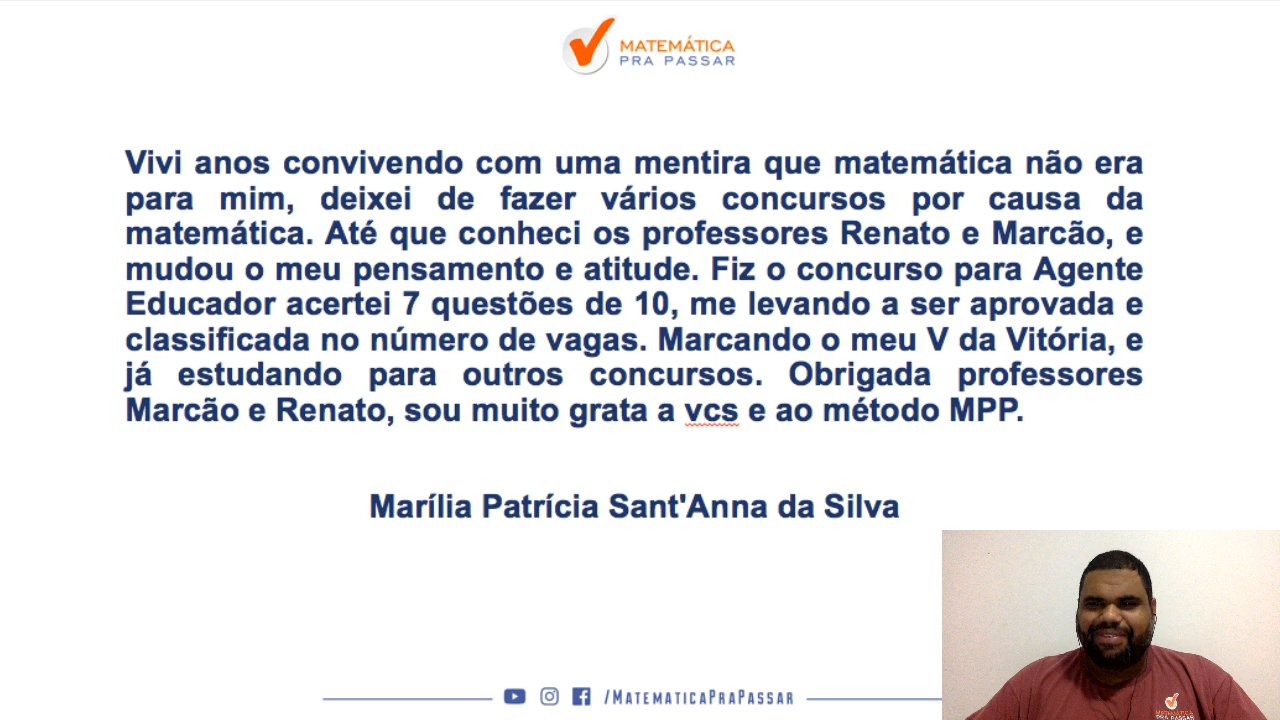 MATEMÁTICA
PRA PASSAR
Vivi anos convivendo com uma mentira que matemática não era
para mim, deixei de fazer vários concursos por causa da
matemática. Até que conheci os professores Renato e Marcão, e
mudou o meu pensamento e atitude. Fiz o concurso para Agente
Educador acertei 7 questões de 10, me levando a ser aprovada e
classificada no número de vagas. Marcando o meu V da Vitória, e
já estudando para outros concursos. Obrigada professores
Marcão e Renato, sou muito grata a vcs e ao método MPP.
Marília Patrícia Sant'Anna da Silva
/MATEMATICAPRAPASSAR
MATEMÁTICA
PRA PASSAR